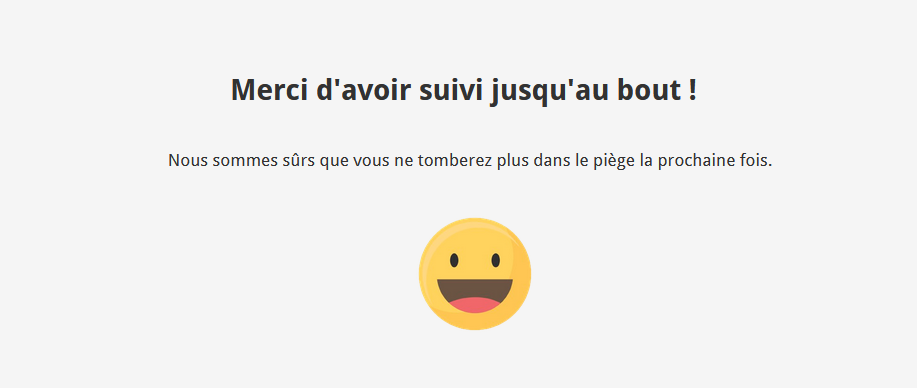 Merci d'avoir suivi jusqu'au bout !
Nous sommes sûrs que vous ne tomberez plus dans le piège la prochaine fois.